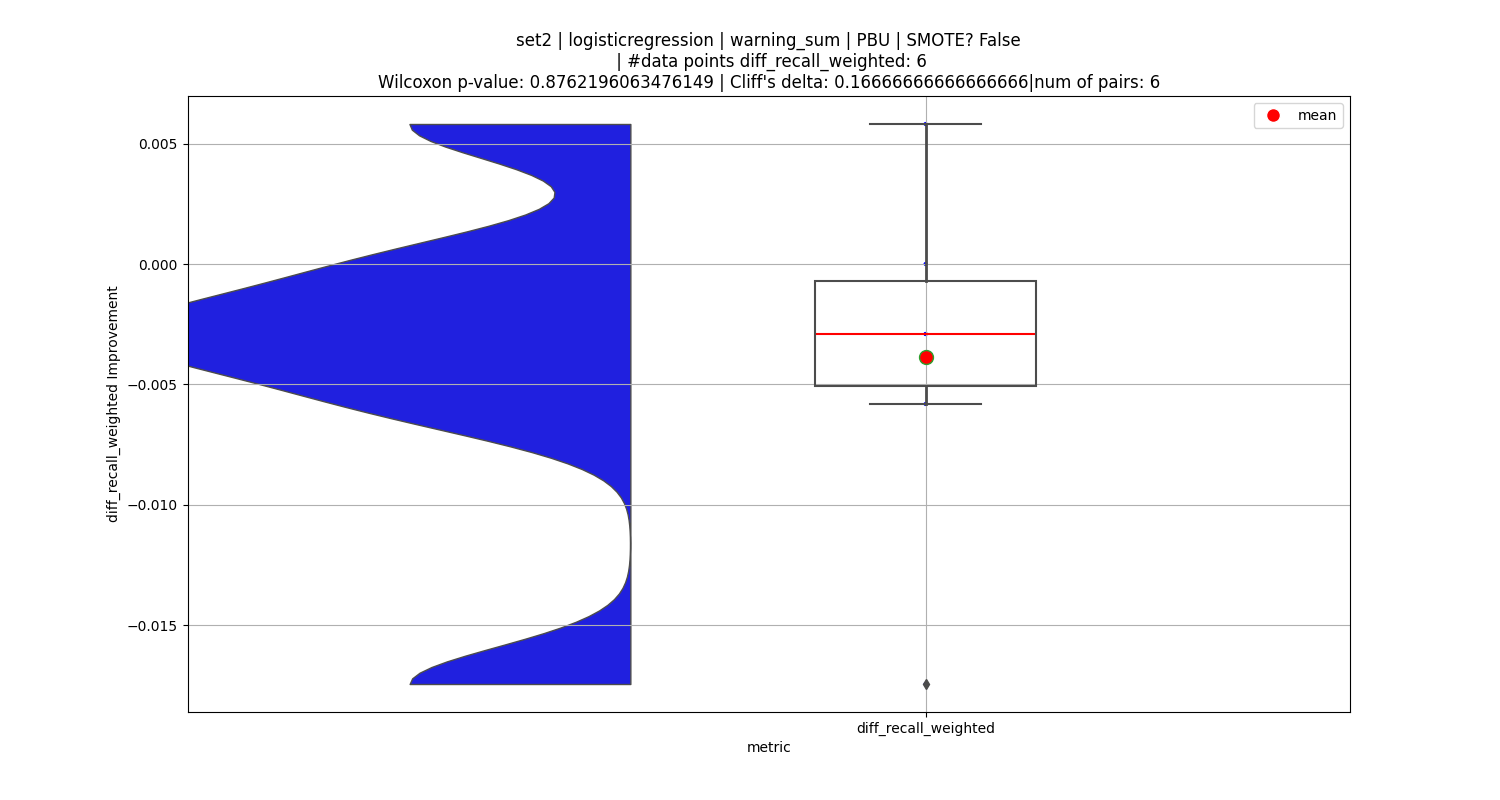 set2 | logisticregression | warning_sum | PBU | SMOTE? False
| #data points diff_recall_weighted: 6
Wilcoxon p-value: 0.8762196063476149 | Cliff's delta: 0.16666666666666666|num of pairs: 6
mean
0.005
0.000
−0.005
−0.010
−0.015
diff_recall_weighted Improvement
diff_recall_weighted
metric